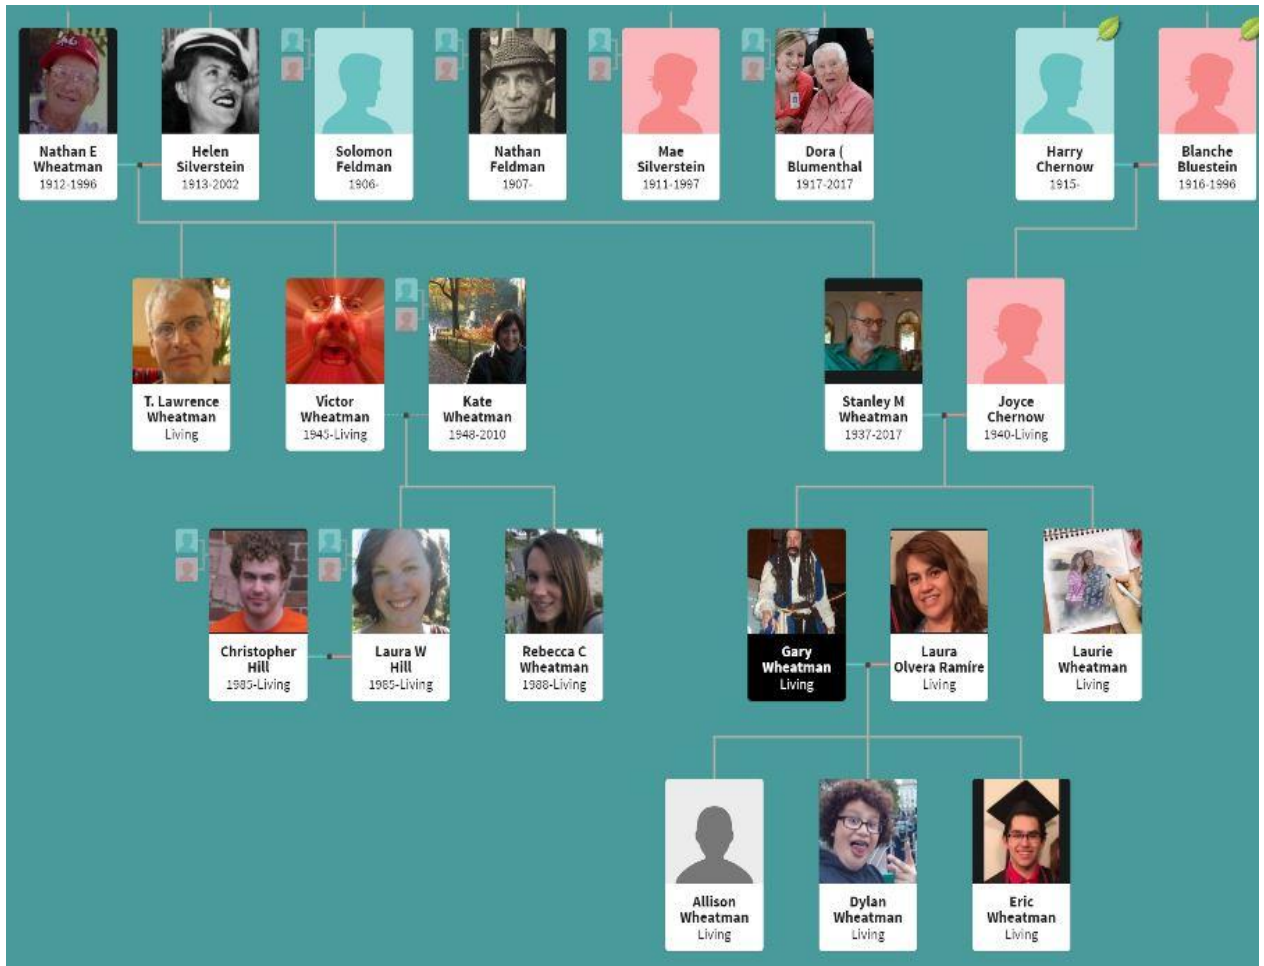 Nathan E
Wheatman
1912-1996
Helen
Silverstein
1913-2002
Solomon
Feldman
1906-
Nathan
Feldman
1907-
Mae
Silverstein
1911-1997
Dora (
Blumenthal
1917-2017
Harry
Chernow
1915-
Blanche
Bluestein
1916-1996
T. Lawrence
Wheatman
Living
Victor
Wheatman
1945-Living
Kate
Wheatman
1948-2010
Stanley M
Wheatman
1937-2017
Joyce
Chernow
1940-Living
Christopher
Hill
1985-Living
Laura W
Hill
1985-Living
Rebecca C
Wheatman
1988-Living
Gary
Wheatman
Living
Laura
Olvera Ramíre
Living
Laurie
Wheatman
Living
Allison
Wheatman
Living
Dylan
Wheatman
Living
Eric
Wheatman
Living